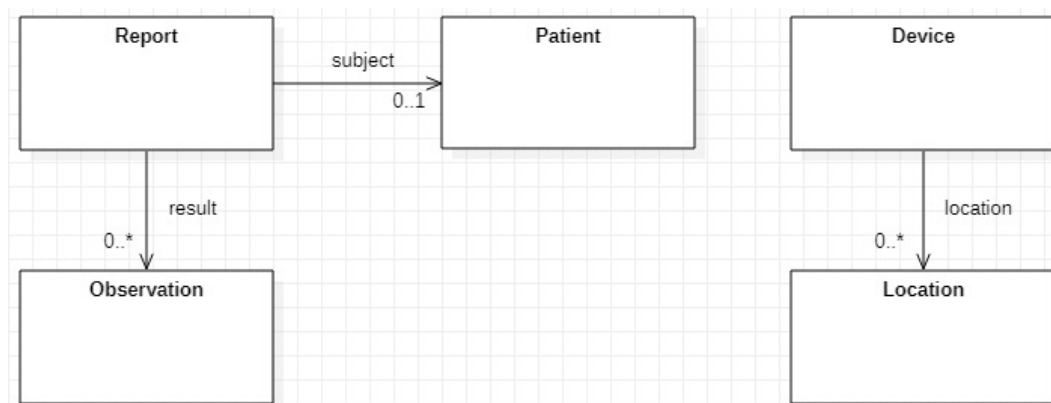 Report
Patient
Device
subject
0..1
result
0..*
location
0..*
Observation
Location